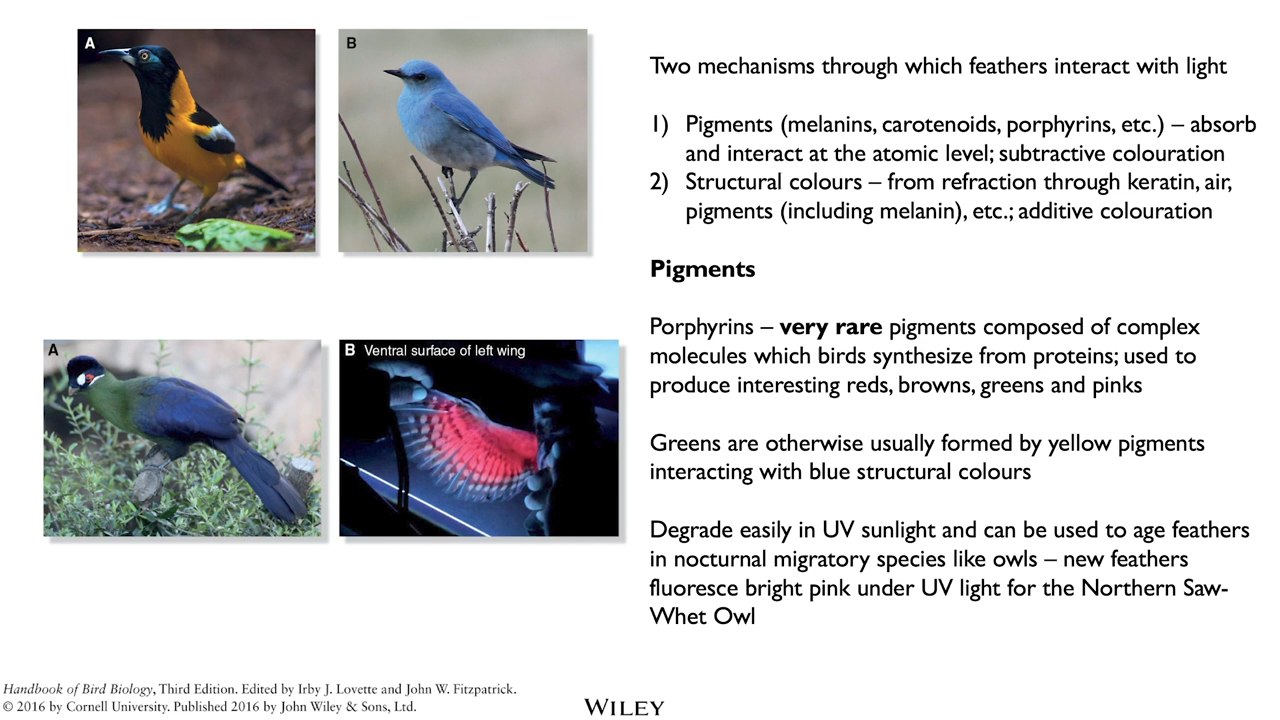 A
B
Two mechanisms through which feathers interact with light
1) Pigments (melanins, carotenoids, porphyrins, etc.) – absorb
and interact at the atomic level; subtractive colouration
2) Structural colours – from refraction through keratin, air,
pigments (including melanin), etc.; additive colouration
Pigments
Porphyrins – very rare pigments composed of complex
molecules which birds synthesize from proteins; used to
produce interesting reds, browns, greens and pinks
Greens are otherwise usually formed by yellow pigments
interacting with blue structural colours
Degrade easily in UV sunlight and can be used to age feathers
in nocturnal migratory species like owls – new feathers
fluoresce bright pink under UV light for the Northern Saw-
Whet Owl
A
B Ventral surface of left wing
Handbook of Bird Biology, Third Edition. Edited by Irby J. Lovette and John W. Fitzpatrick.
© 2016 by Cornell University. Published 2016 by John Wiley & Sons, Ltd.
WILEY